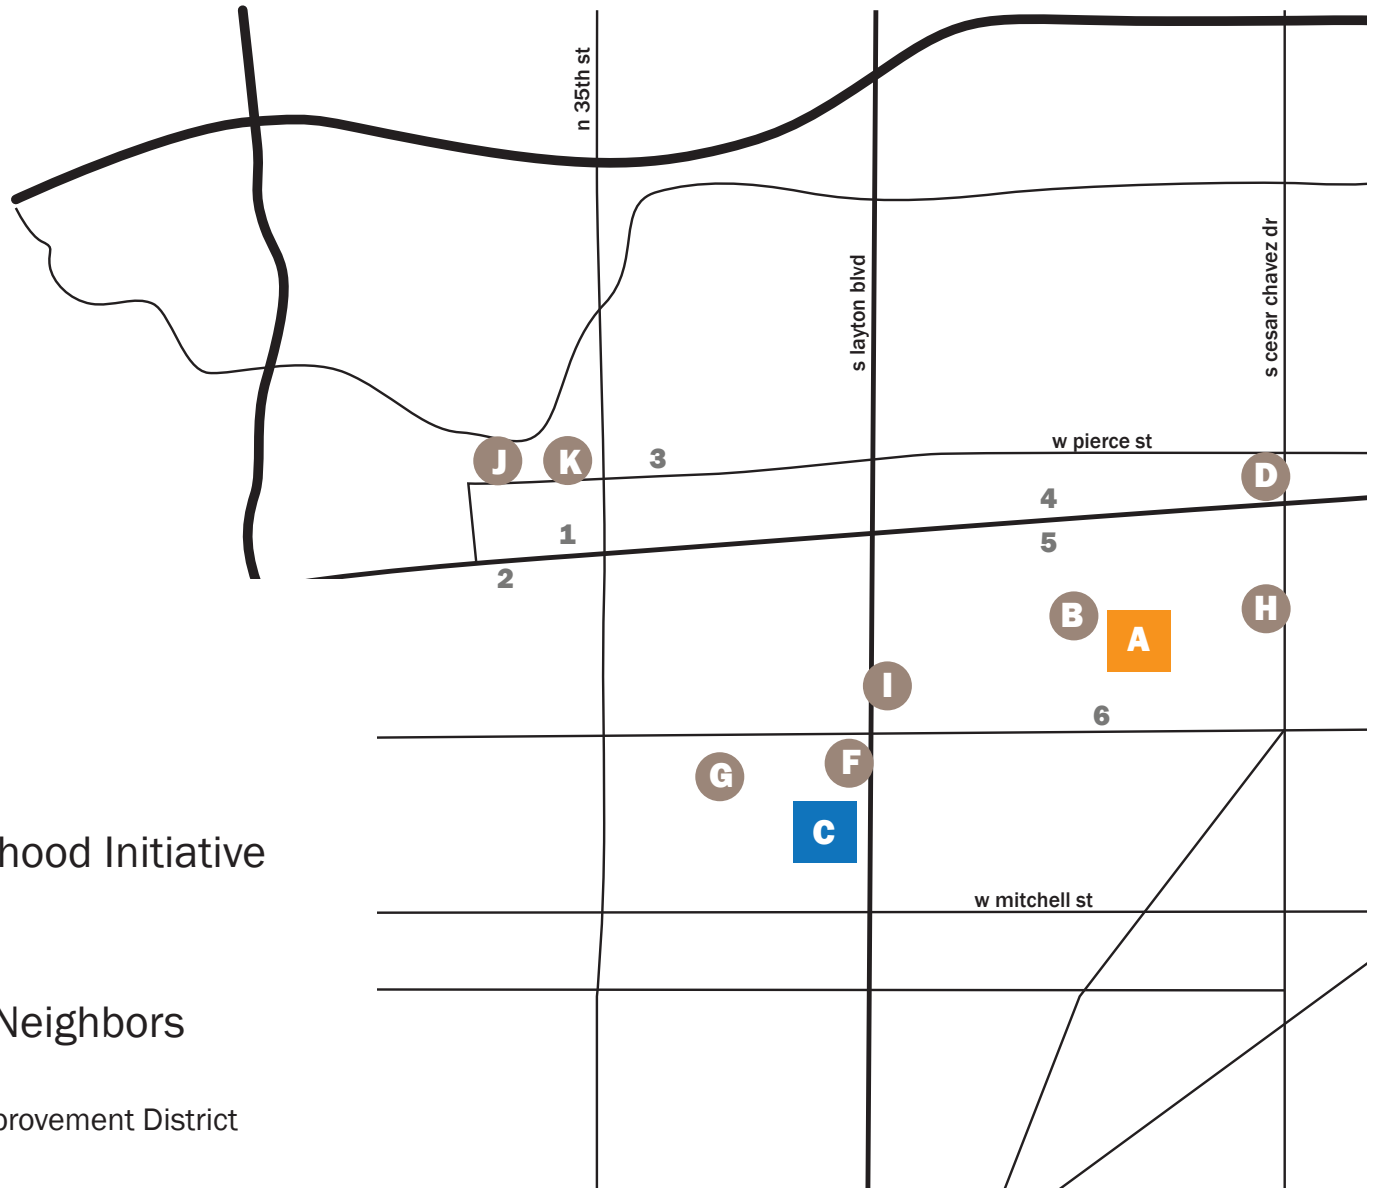 n 35th st
s layton blvd
s cesar chavez dr
w pierce st
J
K
3
D
4
1
5
2
B
H
A
I
6
F
G
C
hood Initiative
w mitchell st
Neighbors
provement District